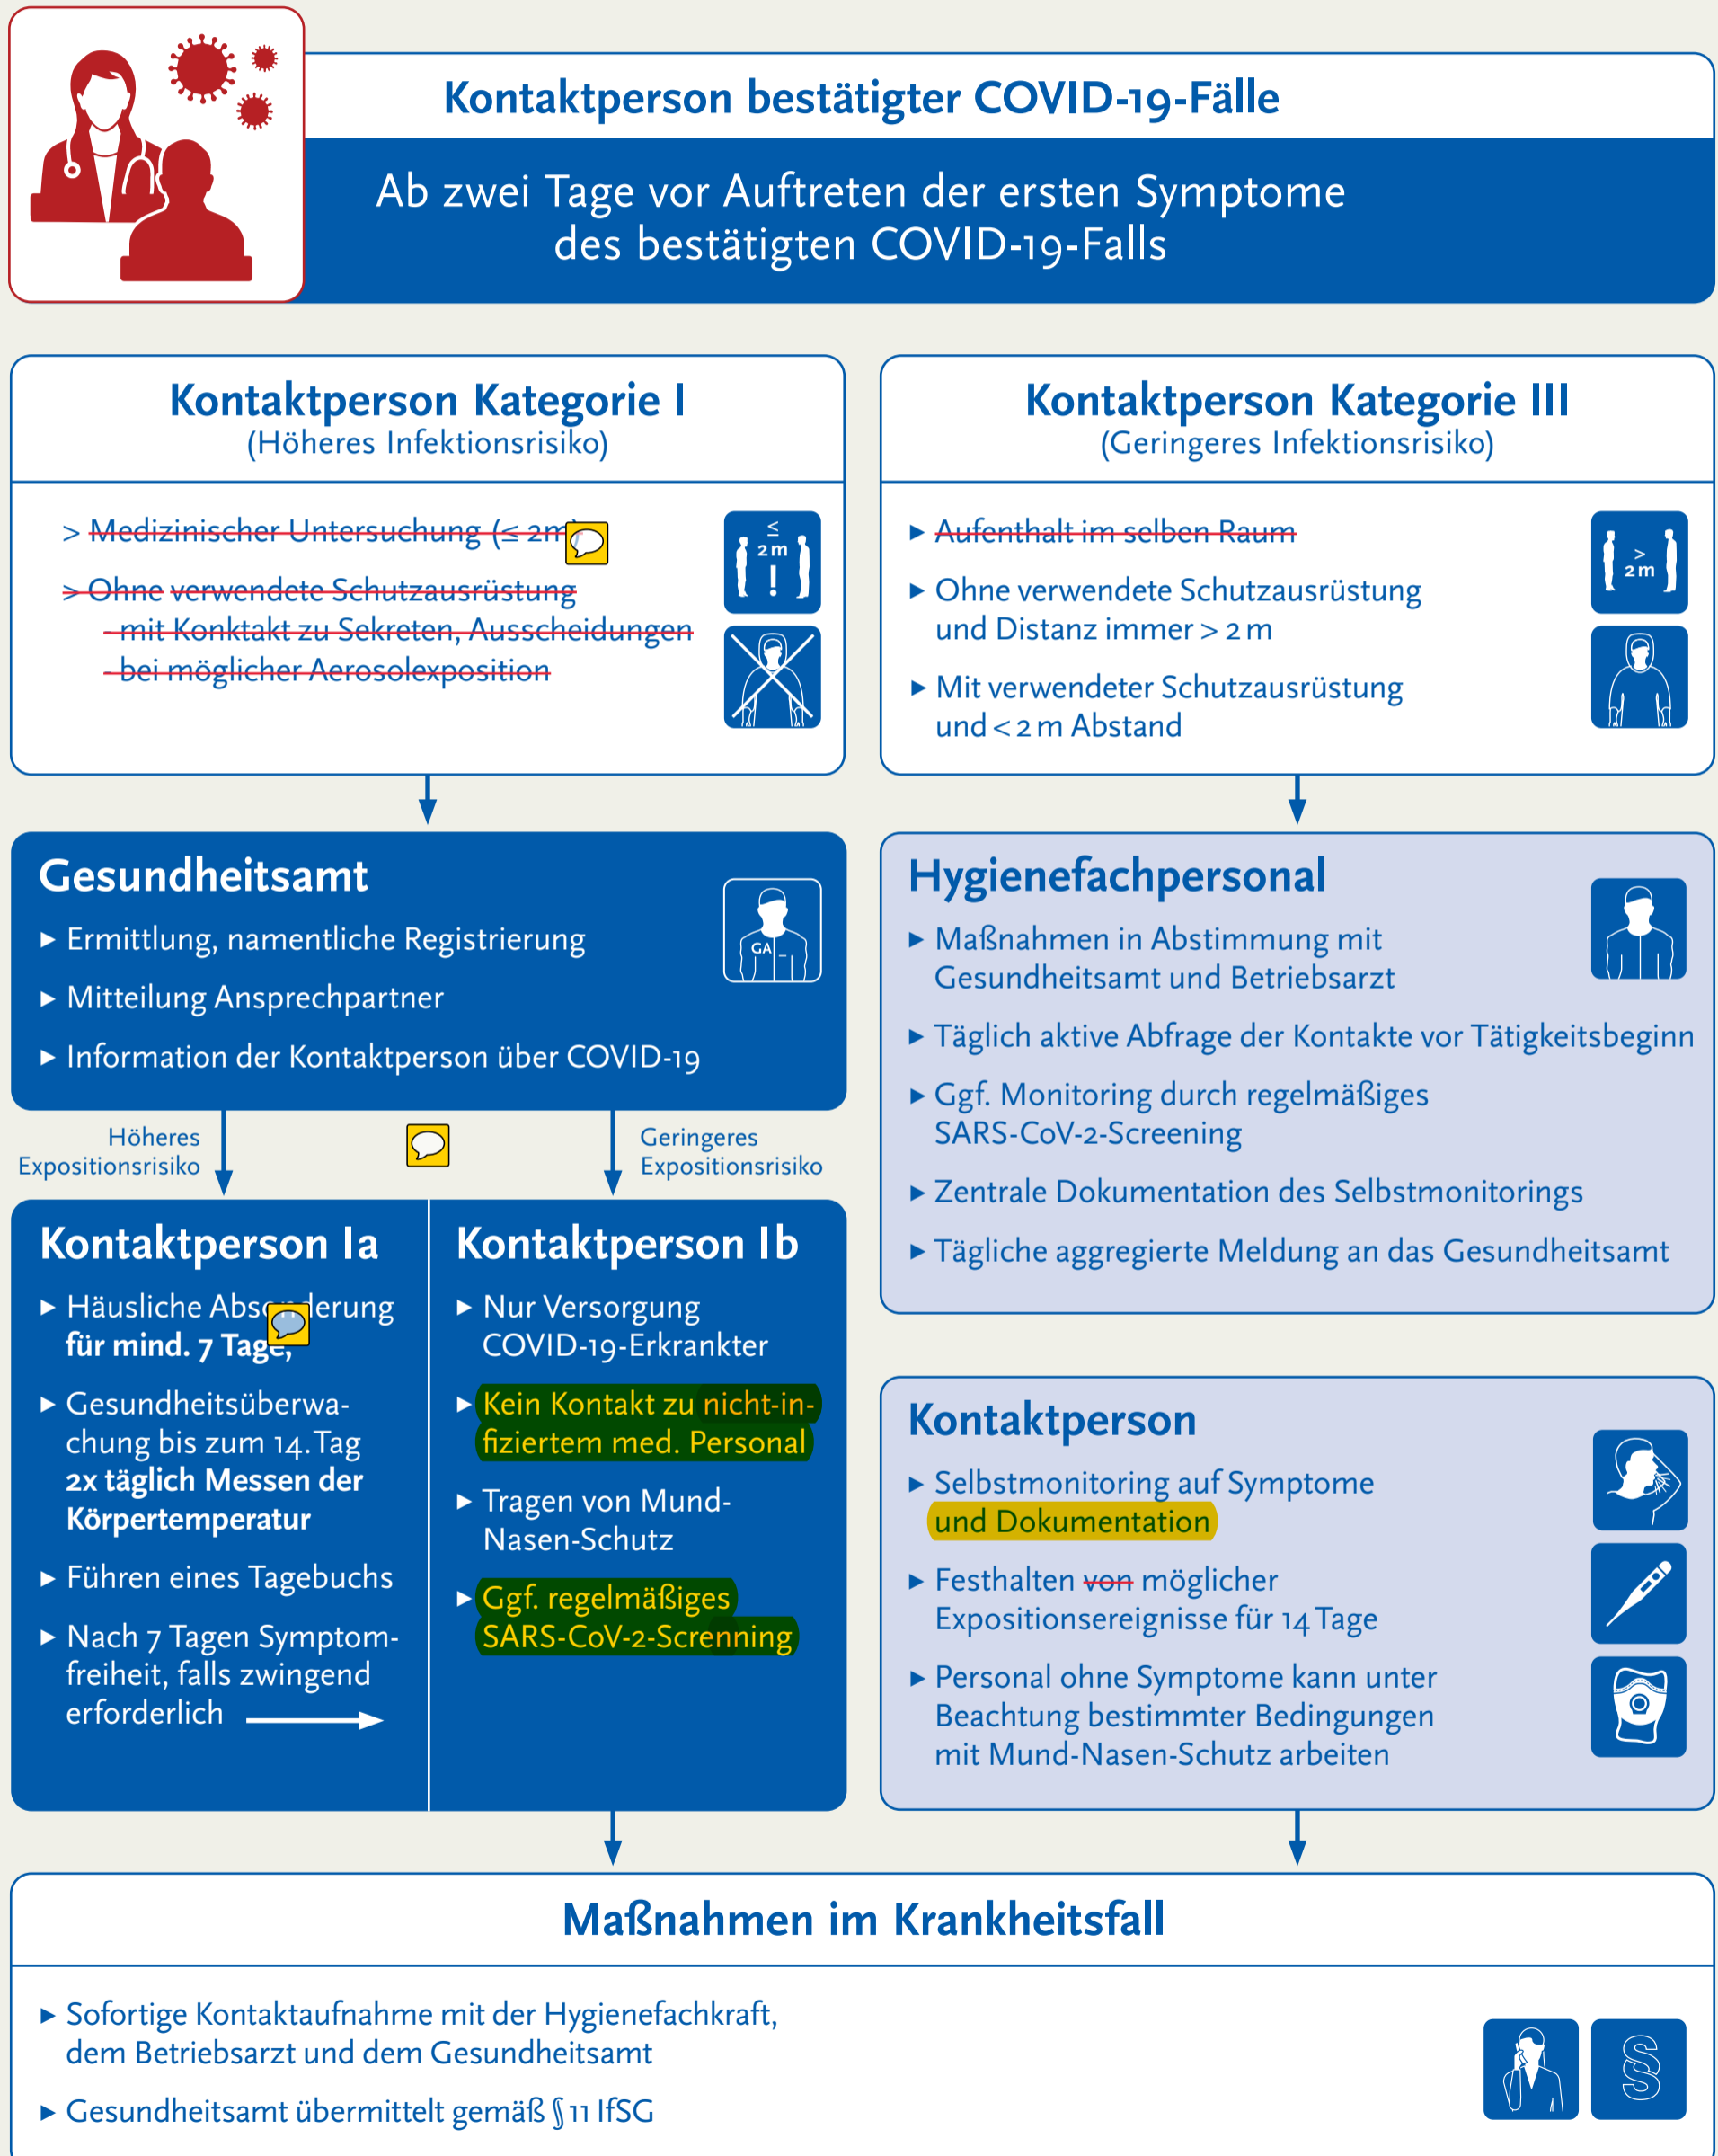 Kontaktperson bestätigter COVID-19-Fälle
Ab zwei Tage vor Auftreten der ersten Symptome
des bestätigten COVID-19-Falls
Kontaktperson Kategorie I
(Höheres Infektionsrisiko)
> Medizinischer Untersuchung (≤ 2m)
> Ohne verwendete Schutzausrüstung
- mit Konktakt zu Sekreten, Ausscheidungen
- bei möglicher Aerosolexposition
≤
2 m
!
Kontaktperson Kategorie III
(Geringeres Infektionsrisiko)
► Aufenthalt im selben Raum
► Ohne verwendete Schutzausrüstung
und Distanz immer > 2 m
► Mit verwendeter Schutzausrüstung
und < 2 m Abstand
>
2 m
Gesundheitsamt
► Ermittlung, namentliche Registrierung
► Mitteilung Ansprechpartner
► Information der Kontaktperson über COVID-19
GA
Höheres
Expositionsrisiko
Geringeres
Expositionsrisiko
Kontaktperson Ia
► Häusliche Absonderung
für mind. 7 Tage,
► Gesundheitsüberwa-
chung bis zum 14. Tag
2x täglich Messen der
Körpertemperatur
► Führen eines Tagebuchs
► Nach 7 Tagen Symptom-
freiheit, falls zwingend
erforderlich
Kontaktperson Ib
► Nur Versorgung
COVID-19-Erkrankter
► Kein Kontakt zu nicht-in-
fiziertem med. Personal
► Tragen von Mund-
Nasen-Schutz
► Ggf. regelmäßiges
SARS-CoV-2-Screnning
Hygienefachpersonal
► Maßnahmen in Abstimmung mit
Gesundheitsamt und Betriebsarzt
► Täglich aktive Abfrage der Kontakte vor Tätigkeitsbeginn
► Ggf. Monitoring durch regelmäßiges
SARS-CoV-2-Screening
► Zentrale Dokumentation des Selbstmonitorings
► Tägliche aggregierte Meldung an das Gesundheitsamt
Kontaktperson
► Selbstmonitoring auf Symptome
und Dokumentation
► Festhalten von möglicher
Expositionsereignisse für 14 Tage
► Personal ohne Symptome kann unter
Beachtung bestimmter Bedingungen
mit Mund-Nasen-Schutz arbeiten
Maßnahmen im Krankheitsfall
► Sofortige Kontaktaufnahme mit der Hygienefachkraft,
dem Betriebsarzt und dem Gesundheitsamt
► Gesundheitsamt übermittelt gemäß § 11 IfSG
§